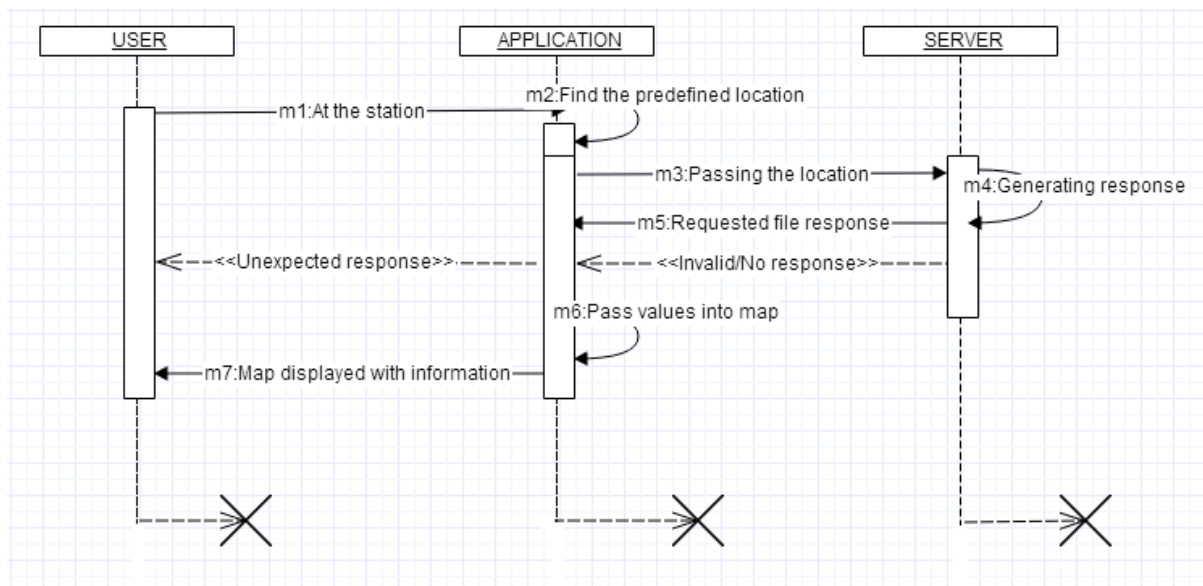 USER
APPLICATION
SERVER
m2:Find the predefined location
m1:At the station
m3:Passing the location
m4:Generating response
m5:Requested file response
<<Unexpected response>>
<<Invalid/No response>>
m6:Pass values into map
m7:Map displayed with information